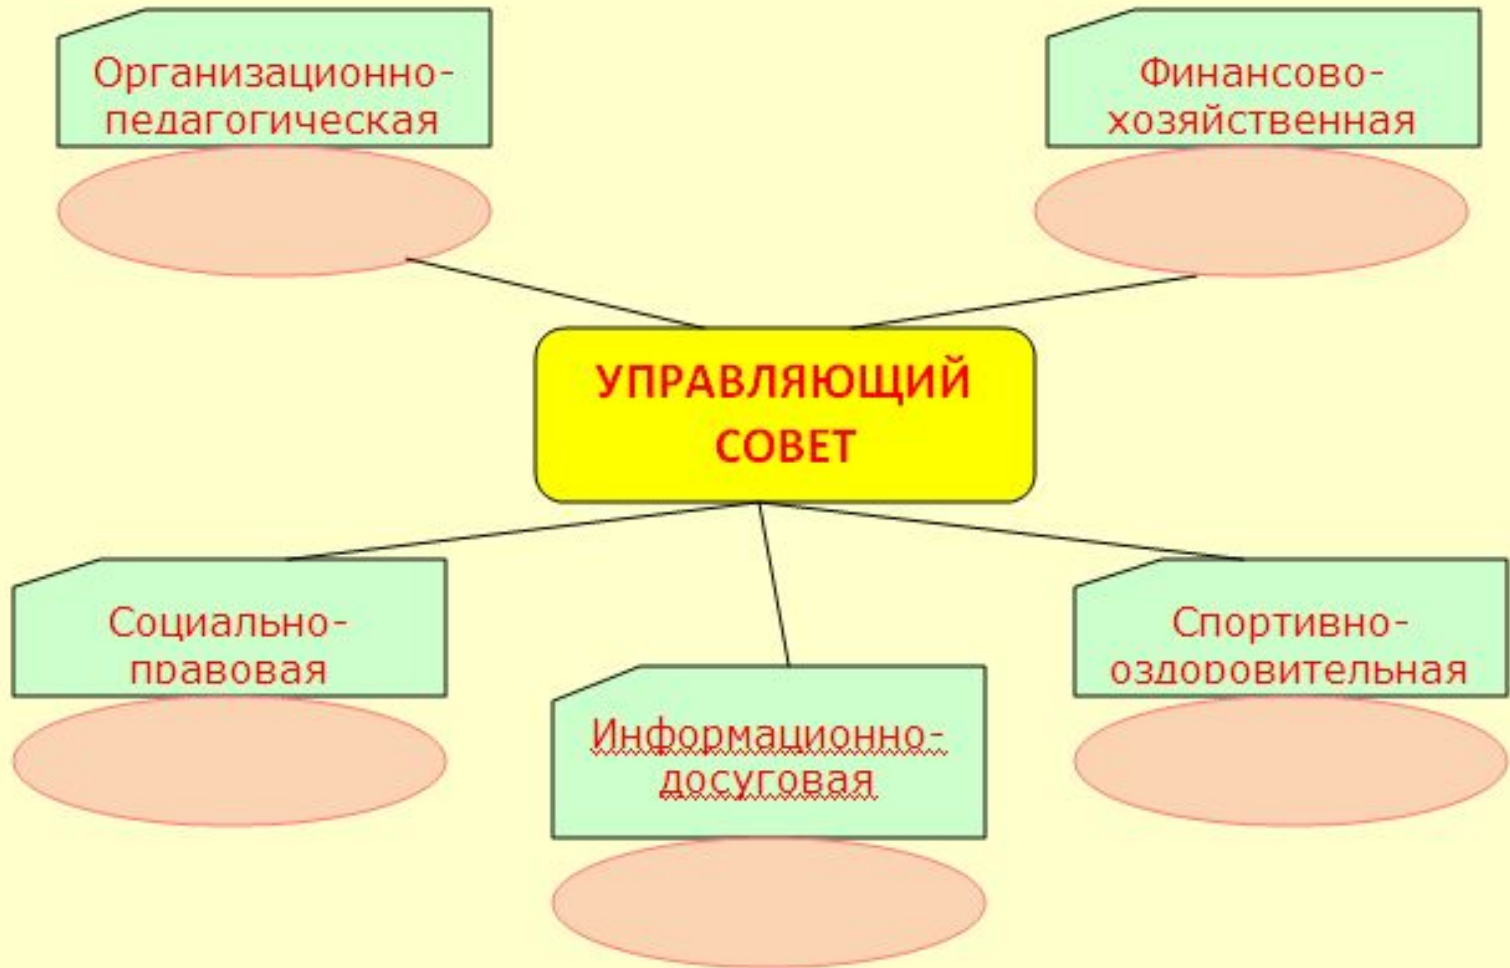 Организационно-
педагогическая
Финансово-
хозяйственная
УПРАВЛЯЮЩИЙ
СОВЕТ
Социально-
правовая
Информационно-
досуговая
Спортивно-
оздоровительная